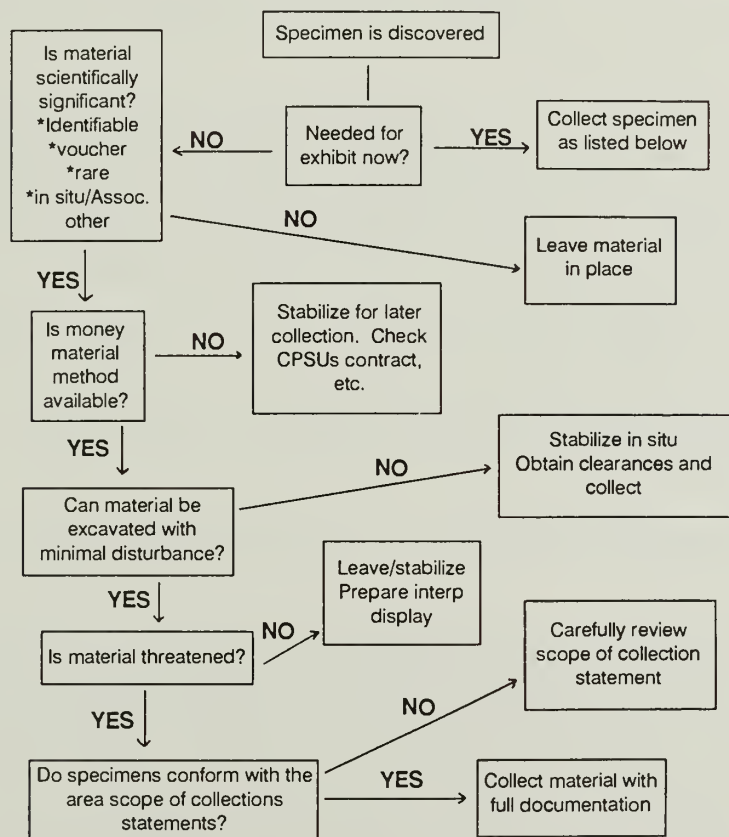 Specimen is discovered
Is material
scientifically
significant?
*Identifiable
*voucher
*rare
*in situ/Assoc.
other
NO
Needed for
exhibit now?
YES
Collect specimen
as listed below
NO
Leave material
in place
YES
Is money
material
method
available?
NO
Stabilize for later
collection. Check
CPSUs contract,
etc.
YES
Can material be
excavated with
minimal disturbance?
NO
Stabilize in situ
Obtain clearances and
collect
YES
Is material threatened?
NO
Leave/stabilize
Prepare interp
display
YES
Do specimens conform with the
area scope of collections
statements?
NO
Carefully review
scope of collection
statement
YES
Collect material with
full documentation